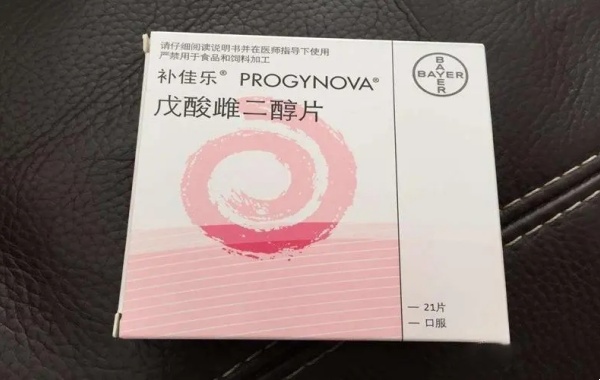 请仔细阅读说明书并在医师指导下使用
严禁用于食品和饲料加工
补佳乐® PROGYNOVA®
戊酸雌二醇片
BAYER
BAYER
— 21片
— 口服